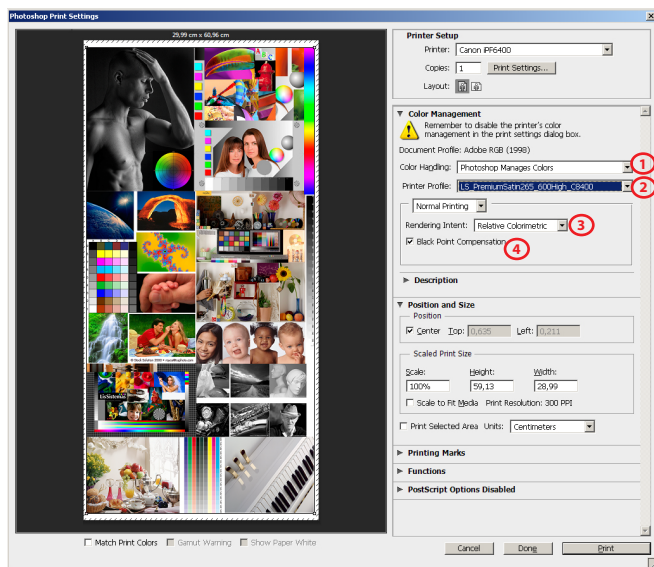 Photoshop Print Settings
29,99 cm x 60,96 cm
Printer Setup
Printer: Canon iPF6400
Copies: 1 Print Settings...
Layout:
Color Management
Remember to disable the printer's color
management in the print settings dialog box.
Document Profile: Adobe RGB (1998)
Color Handling: Photoshop Manages Colors 1
Printer Profile: LS_PremiumSatin265_600High_C8400 2
Normal Printing
Rendering Intent: Relative Colorimetric 3
Black Point Compensation 4
Description
Position and Size
Position
Center Top: 0,635 Left: 0,211
Scaled Print Size
Scale: Height: Width:
100% 59,13 28,99
Scale to Fit Media Print Resolution: 300 PPI
Print Selected Area Units: Centimeters
Printing Marks
Functions
PostScript Options Disabled
LisSistemas
Match Print Colors Gamut Warning Show Paper White
Cancel Done Print